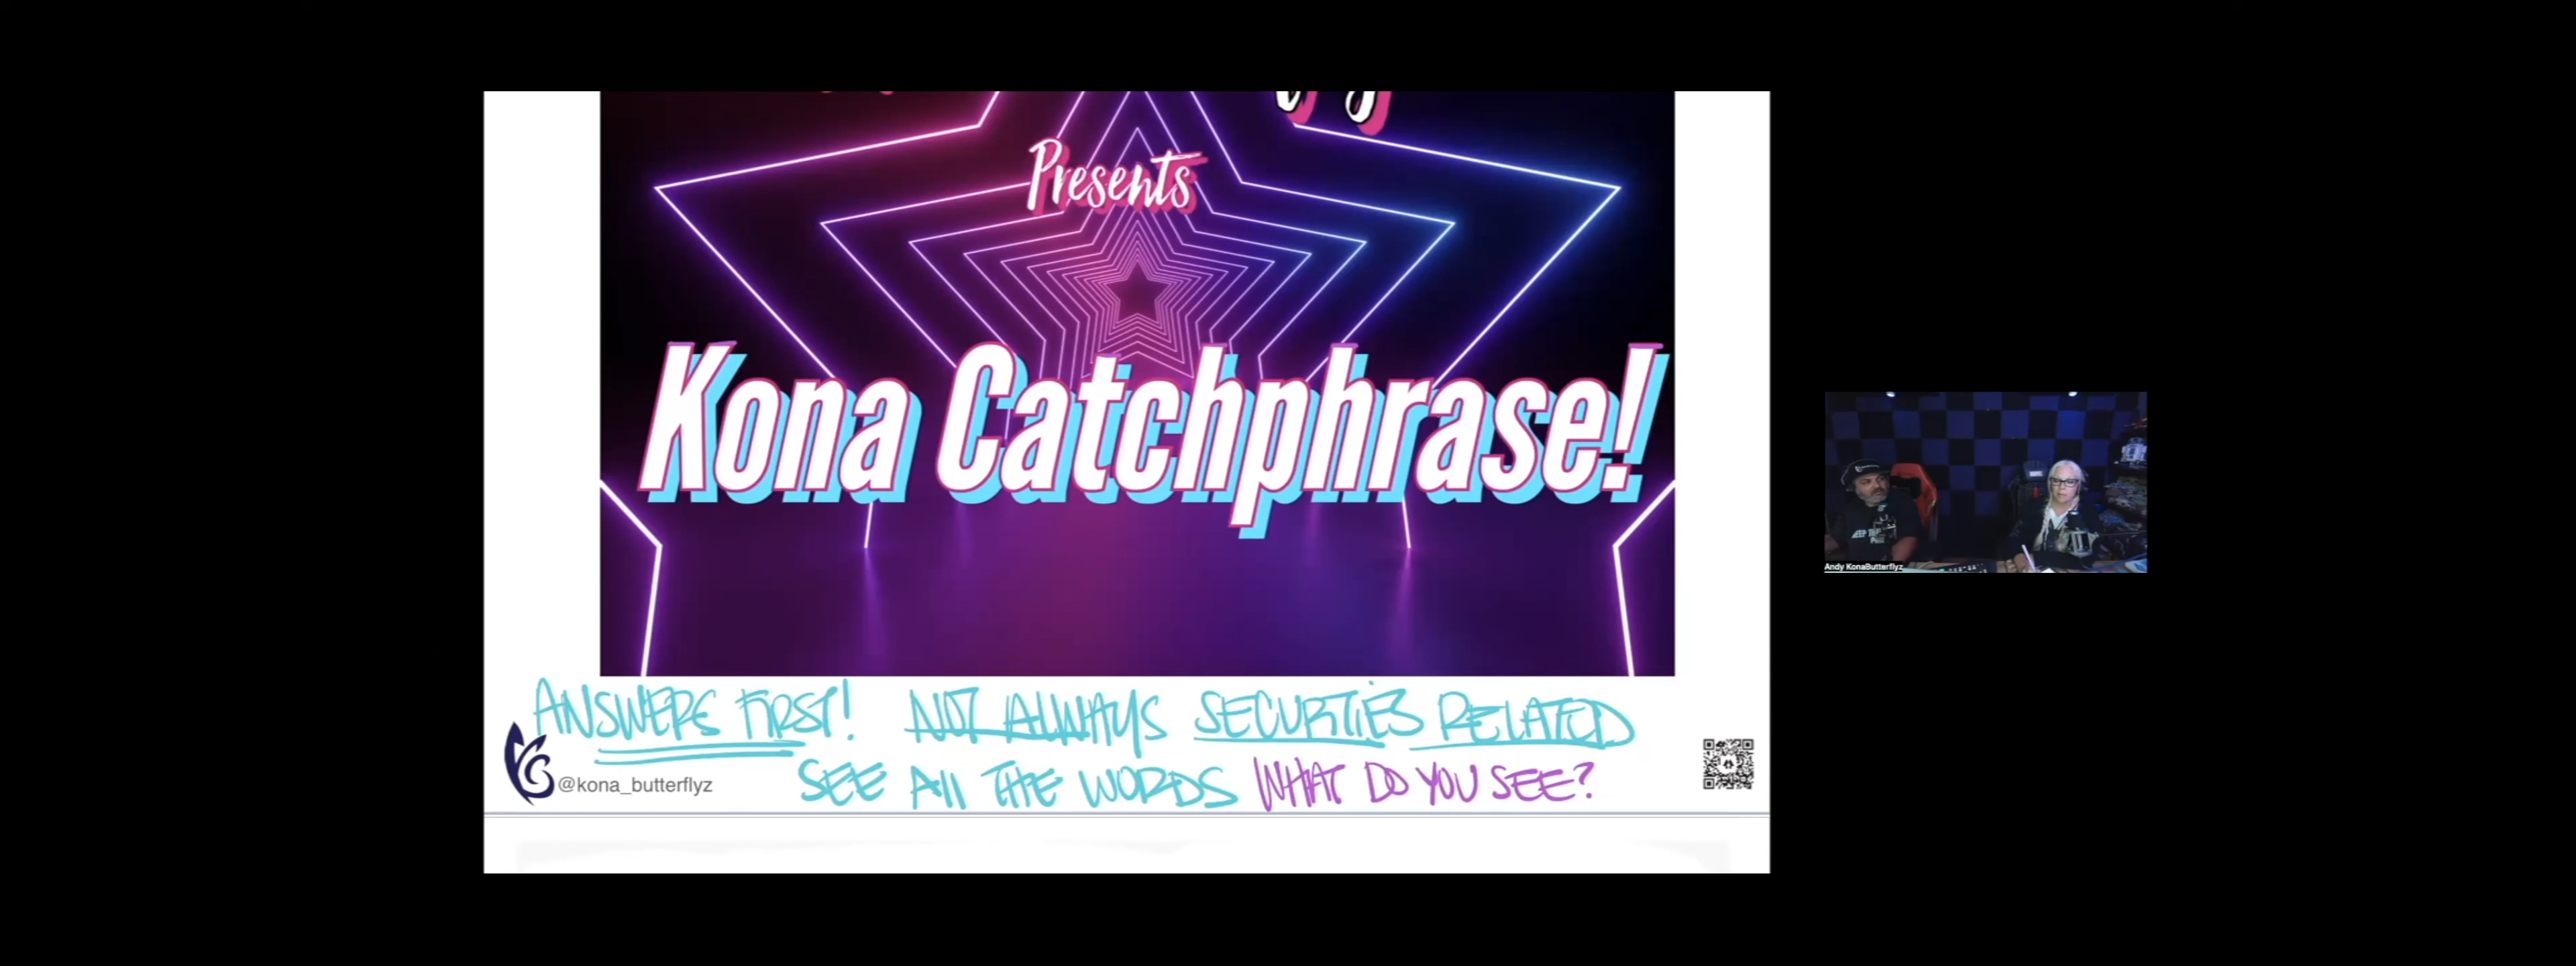 Presents
Kona Catchphrase!
ANSWERS FIRST! NOT ALWAYS SECURTIES RELATED
SEE All THE WORDS WHAT DO YOU SEE?
@kona_butterflyz
Andy KonaButterflyz